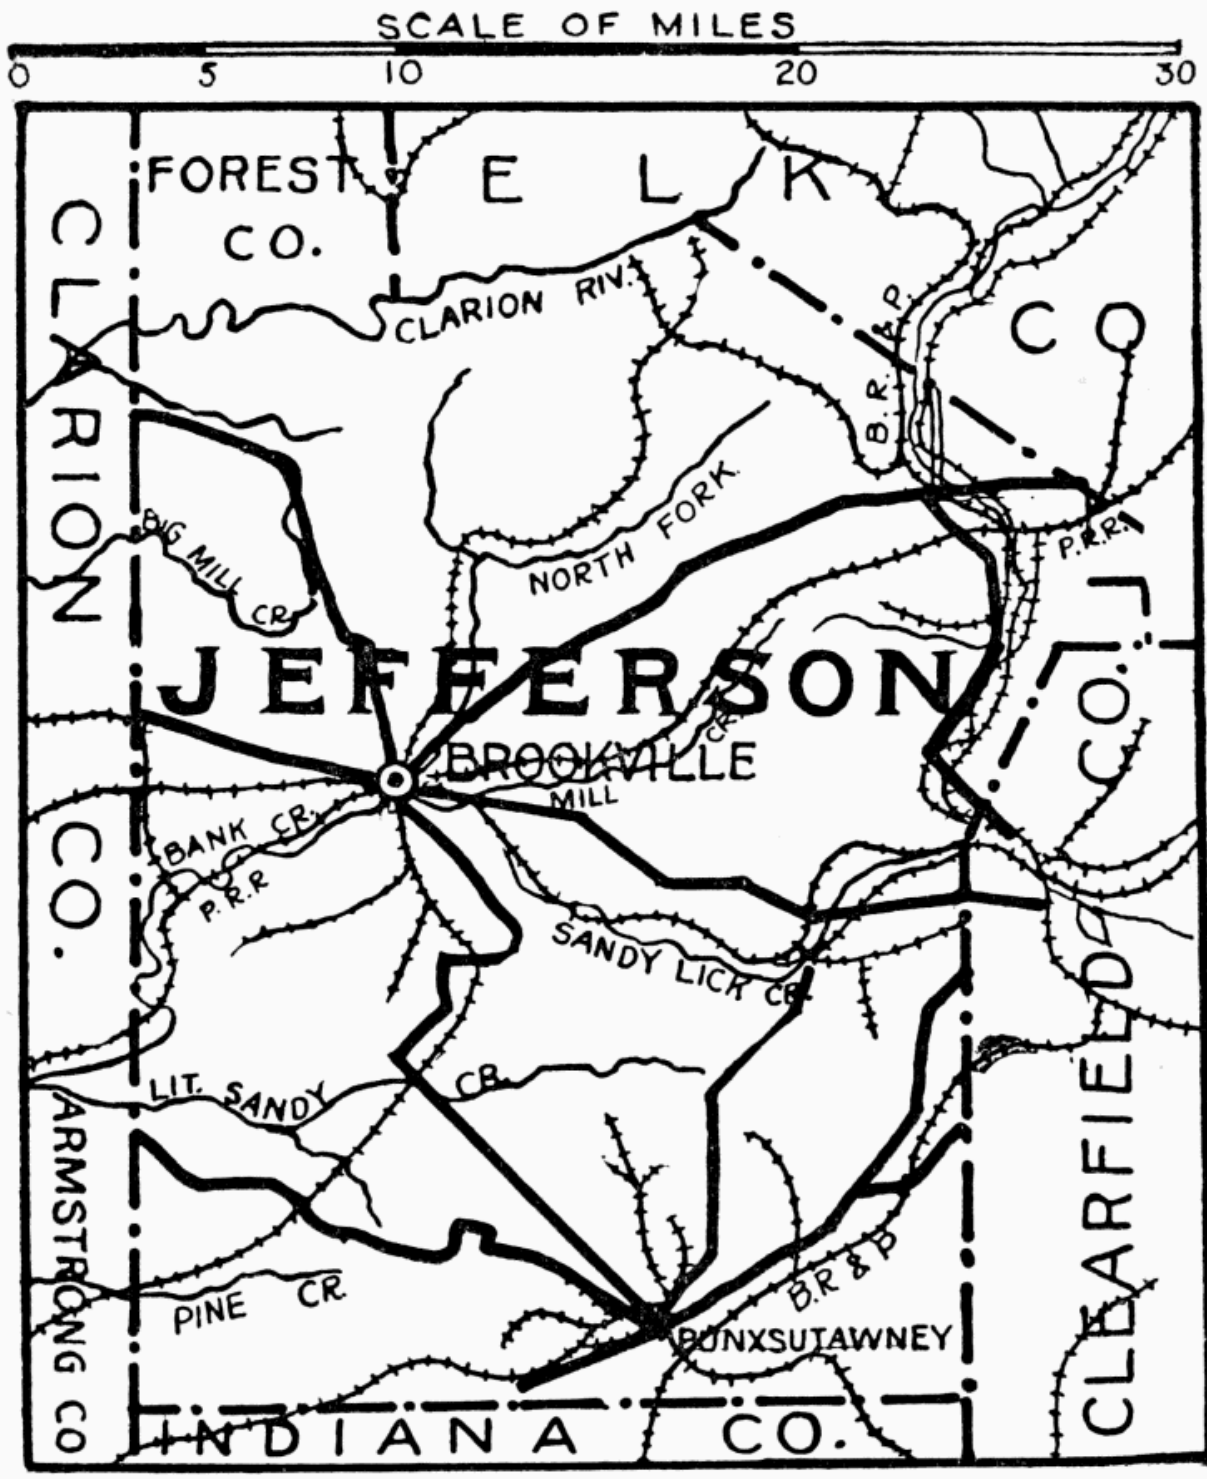 SCALE OF MILES
0 5 10 20 30
FOREST
CO.
E L K
CO
CLARION CO.
CLARION RIV.
B.R. & P.
NORTH FORK.
P.R.R.
BIG MILL
CR.
JEFFERSON
BROOKVILLE
CR.
MILL
BANK CR.
P.R.R
SANDY LICK CR.
CLEARFIELD CO.
LIT. SANDY CR.
ARMSTRONG CO
PINE CR.
B.R & P
PUNXSUTAWNEY
INDIANA CO.